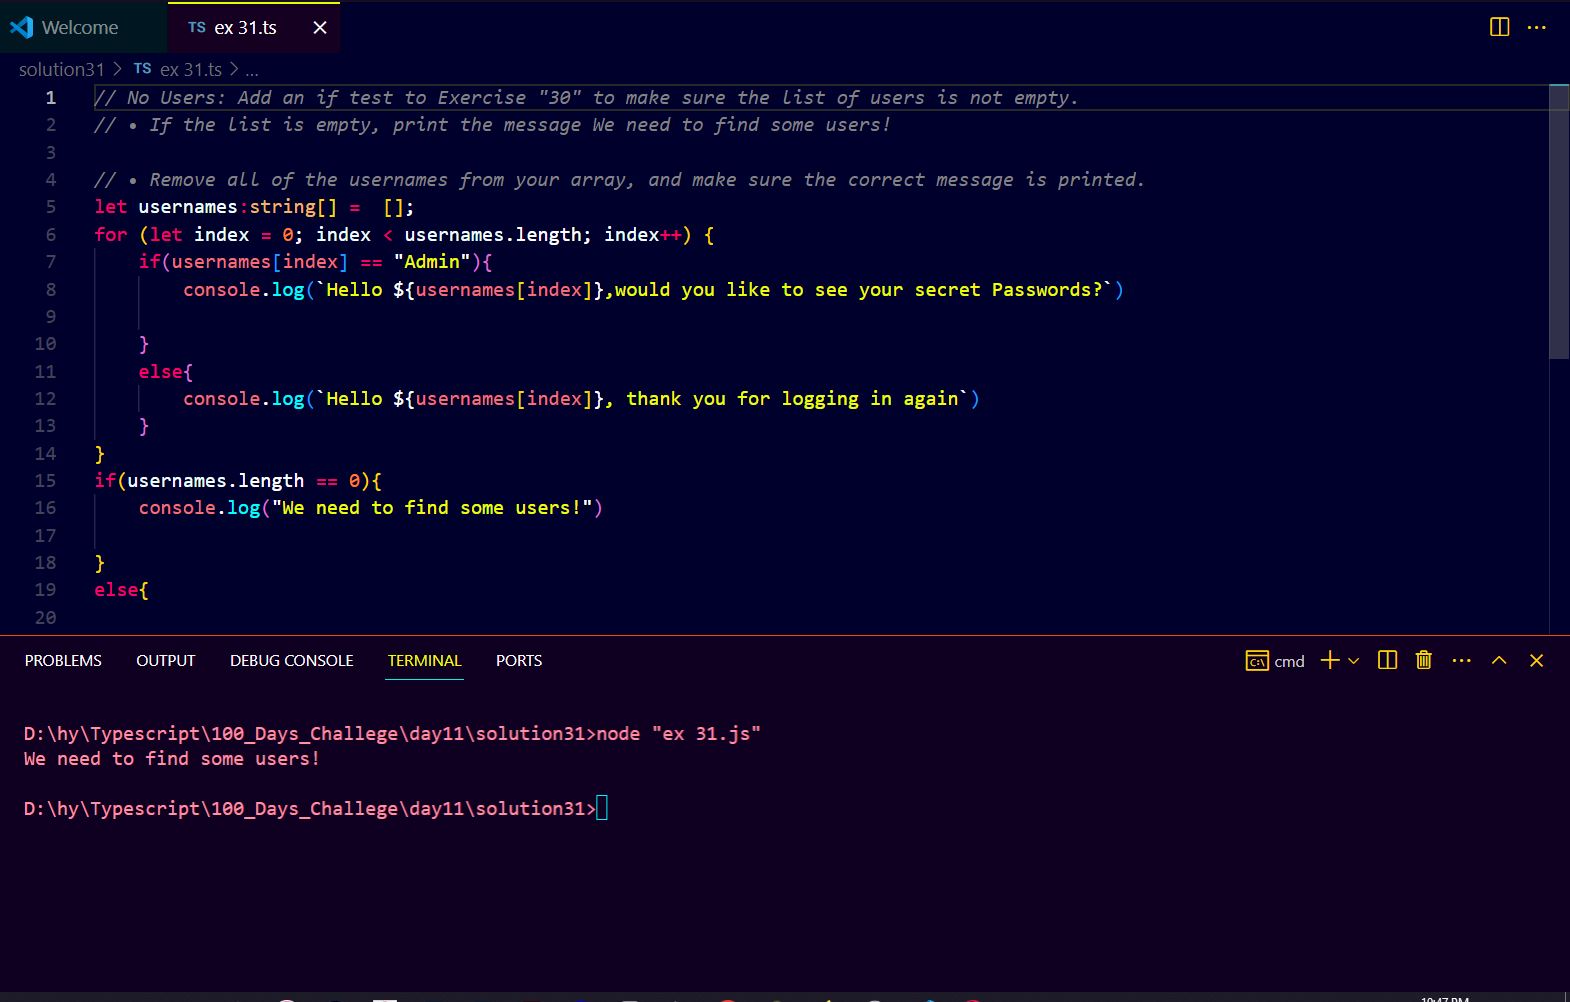 Welcome
TS ex 31.ts
solution31 > TS ex 31.ts > ...
1 // No Users: Add an if test to Exercise "30" to make sure the list of users is not empty.
2 // • If the list is empty, print the message We need to find some users!
3
4 // • Remove all of the usernames from your array, and make sure the correct message is printed.
5 let usernames:string[] =  [];
6 for (let index = 0; index < usernames.length; index++) {
7     if(usernames[index] == "Admin"){
8         console.log(`Hello ${usernames[index]},would you like to see your secret Passwords?`)
9
10     }
11     else{
12         console.log(`Hello ${usernames[index]}, thank you for logging in again`)
13     }
14 }
15 if(usernames.length == 0){
16     console.log("We need to find some users!")
17
18 }
19 else{
20
PROBLEMS OUTPUT DEBUG CONSOLE TERMINAL PORTS cmd
D:\hy\Typescript\100_Days_Challege\day11\solution31>node "ex 31.js"
We need to find some users!
D:\hy\Typescript\100_Days_Challege\day11\solution31>